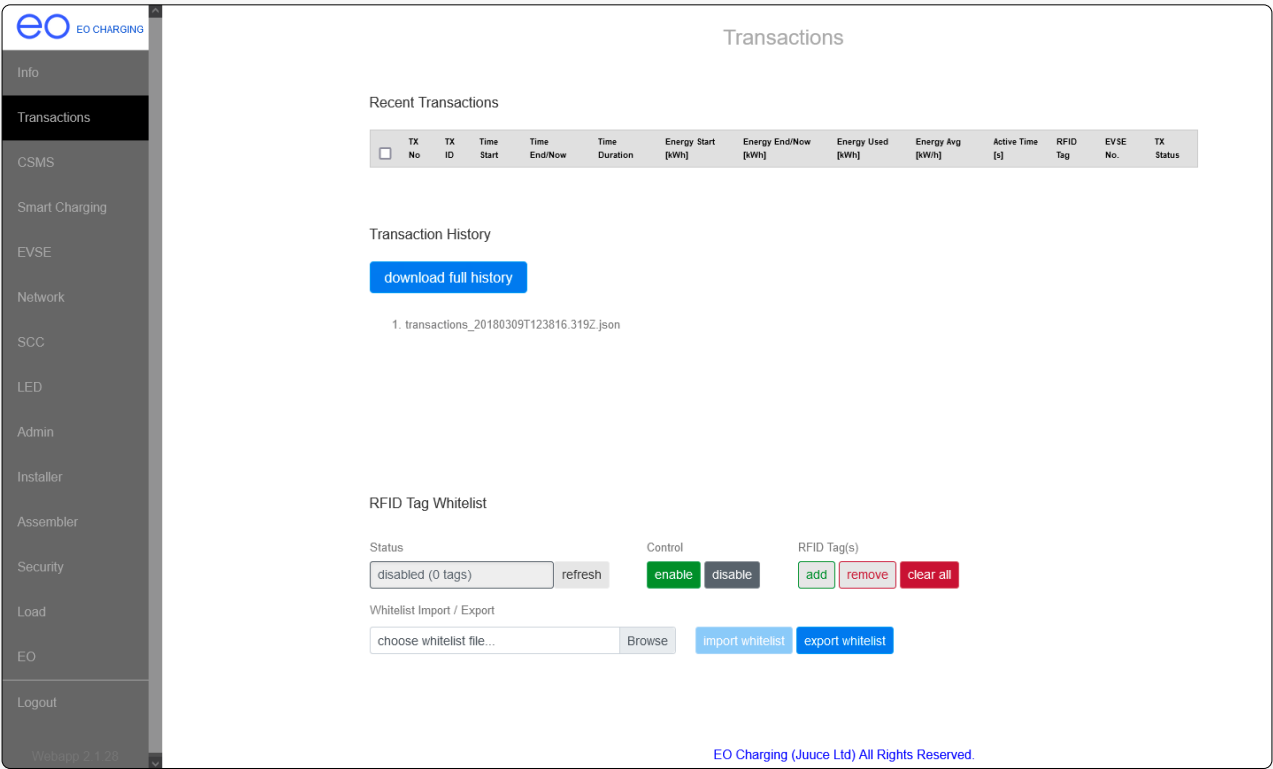 eo EO CHARGING
Info
Transactions
CSMS
Smart Charging
EVSE
Network
SCC
LED
Admin
Installer
Assembler
Security
Load
EO
Logout
Webapp 2.1.28
Transactions
Recent Transactions
TX No TX ID Time Start Time End/Now Time Duration Energy Start [kWh] Energy End/Now [kWh] Energy Used [kWh] Energy Avg [kW/h] Active Time [s] RFID Tag EVSE No. TX Status
Transaction History
download full history
1. transactions_20180309T123816.319Z.json
RFID Tag Whitelist
Status Control RFID Tag(s)
disabled (0 tags) refresh enable disable add remove clear all
Whitelist Import / Export
choose whitelist file... Browse import whitelist export whitelist
EO Charging (Juuce Ltd) All Rights Reserved.